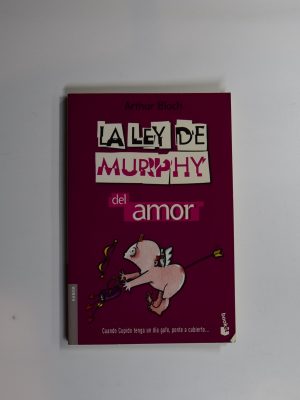 Arthur Bloch
LA LEY DE
MURPHY
del amor
Cuando Cupido tenga un día gafe, ponte a cubierto...
Booket